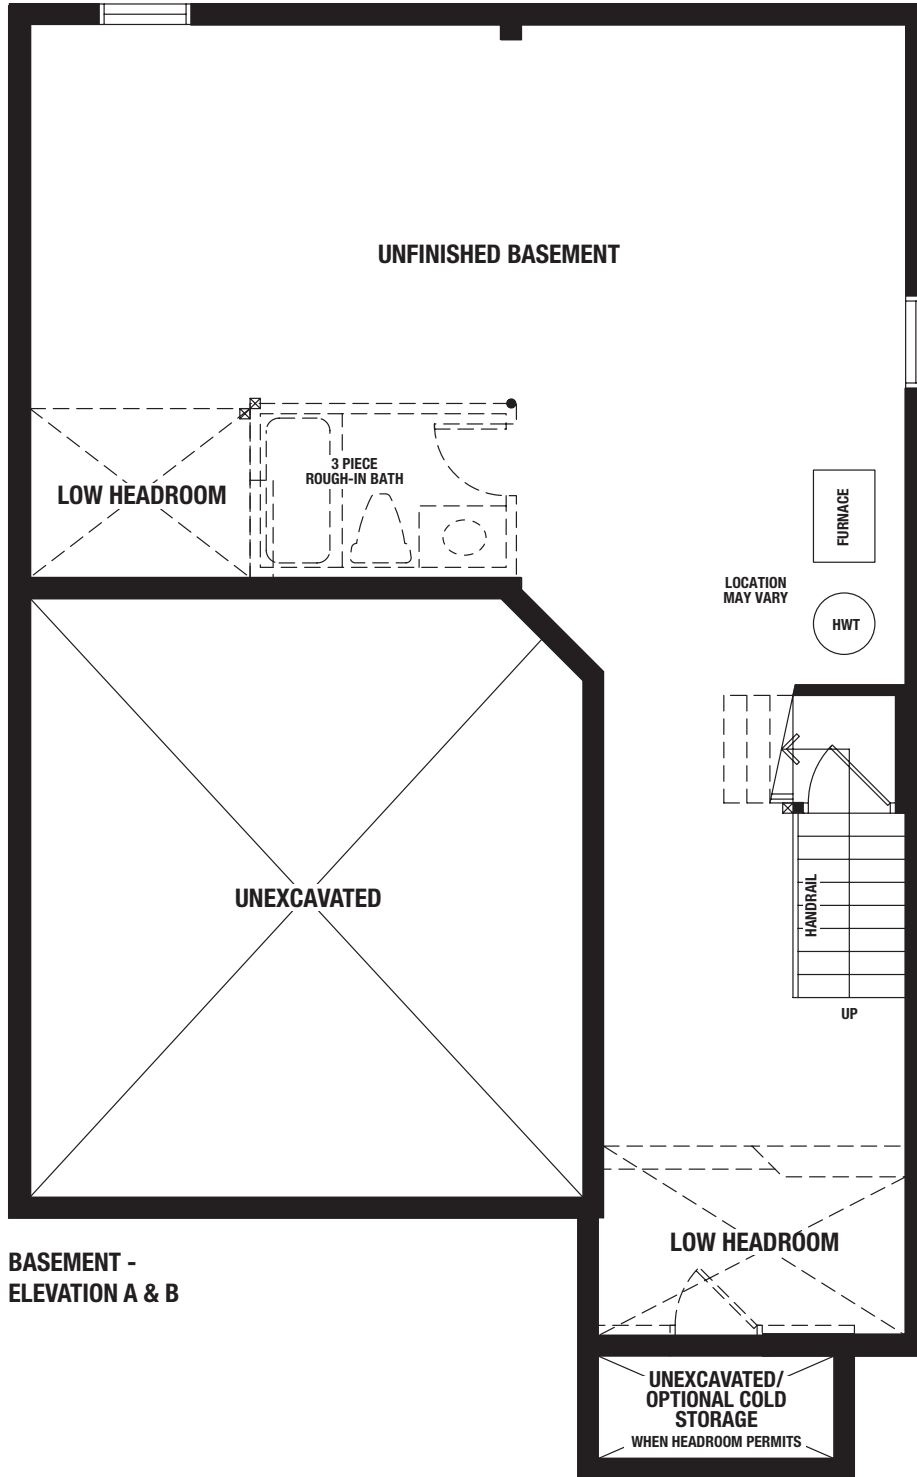 UNFINISHED BASEMENT
3 PIECE
ROUGH-IN BATH
LOW HEADROOM
FURNACE
LOCATION
MAY VARY
HWT
UNEXCAVATED
HANDRAIL
UP
LOW HEADROOM
BASEMENT -
ELEVATION A & B
UNEXCAVATED/
OPTIONAL COLD
STORAGE
WHEN HEADROOM PERMITS